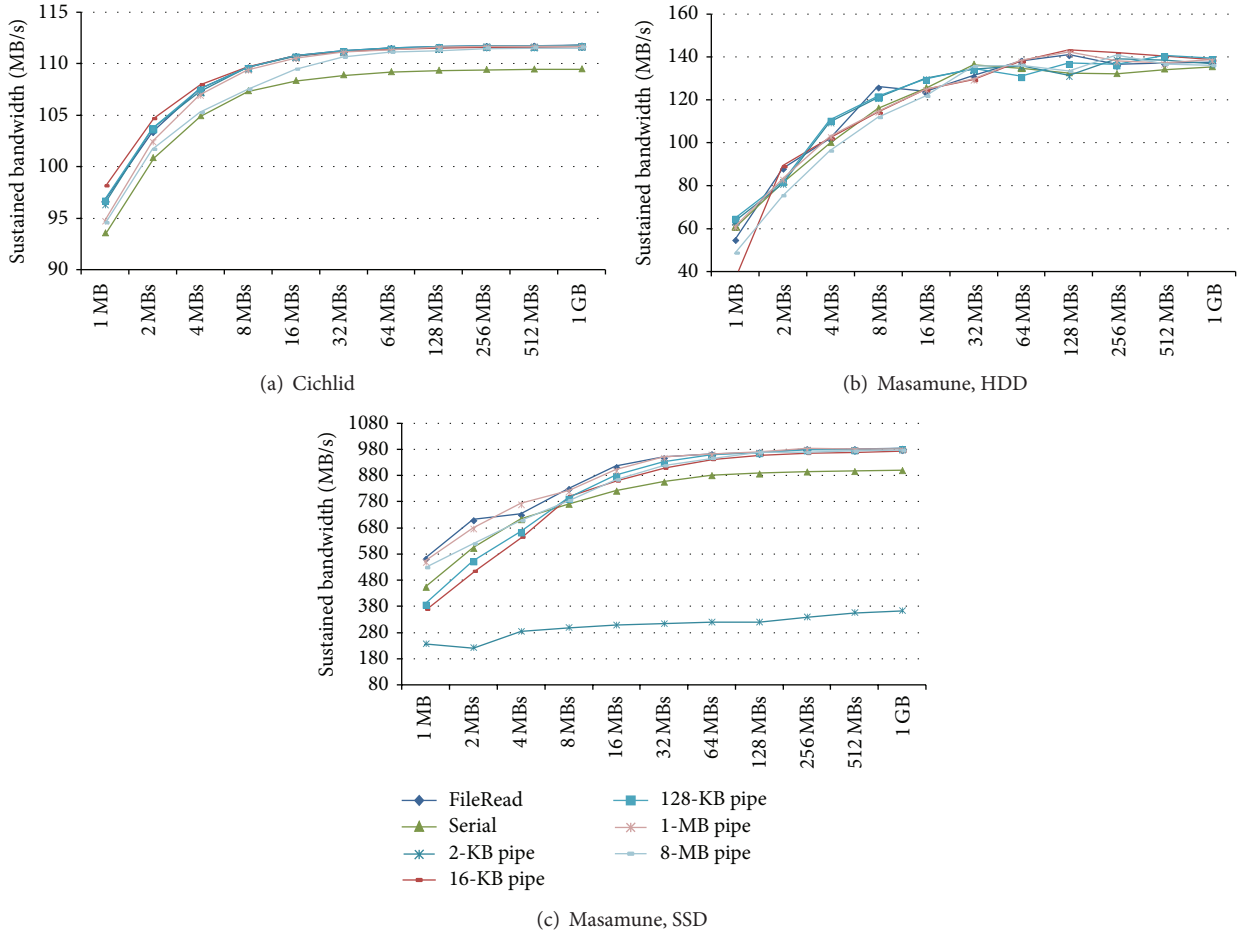 115
110
105
100
95
90
Sustained bandwidth (MB/s)
1 MB
2 MBs
4 MBs
8 MBs
16 MBs
32 MBs
64 MBs
128 MBs
256 MBs
512 MBs
1 GB
(a) Cichlid
160
140
120
100
80
60
40
Sustained bandwidth (MB/s)
1 MB
2 MBs
4 MBs
8 MBs
16 MBs
32 MBs
64 MBs
128 MBs
256 MBs
512 MBs
1 GB
(b) Masamune, HDD
1080
980
880
780
680
580
480
380
280
180
80
Sustained bandwidth (MB/s)
1 MB
2 MBs
4 MBs
8 MBs
16 MBs
32 MBs
64 MBs
128 MBs
256 MBs
512 MBs
1 GB
FileRead
Serial
2-KB pipe
16-KB pipe
128-KB pipe
1-MB pipe
8-MB pipe
(c) Masamune, SSD